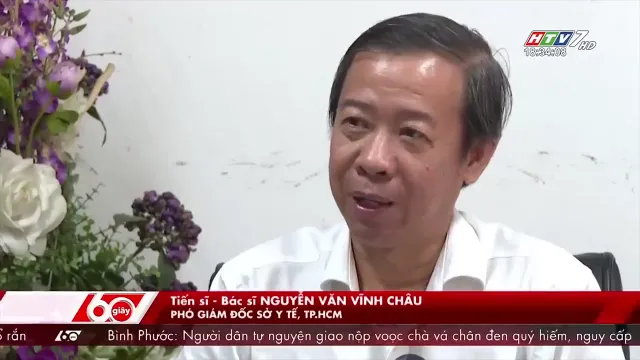 HTV7 HD
18:34:08
60 giây
Tiến sĩ - Bác sĩ NGUYỄN VĂN VĨNH CHÂU
PHÓ GIÁM ĐỐC SỞ Y TẾ, TP.HCM
ổ rắn 60 Bình Phước: Người dân tự nguyện giao nộp voọc chà vá chân đen quý hiếm, nguy cấp